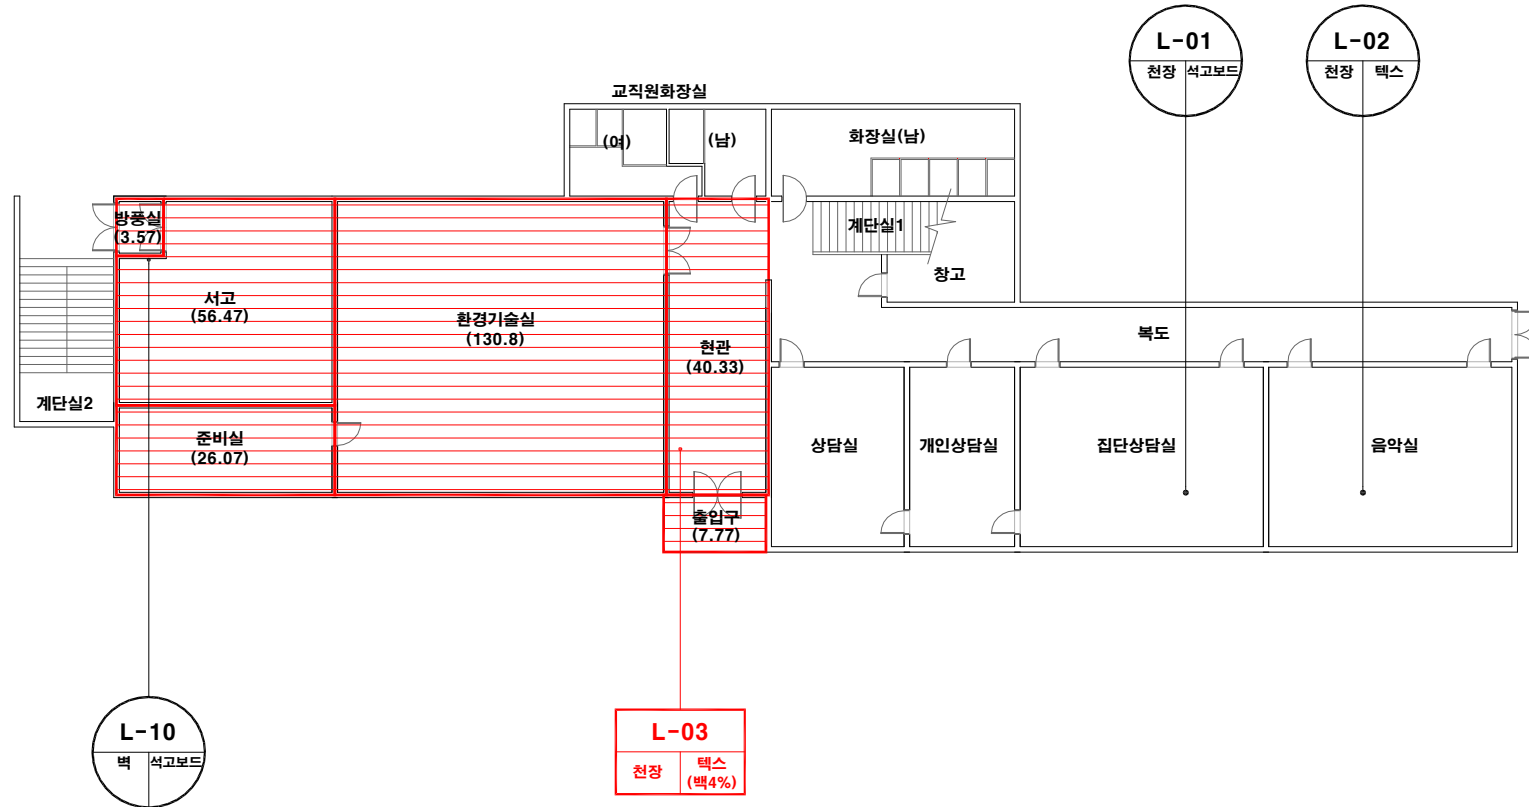 L-01
천장 석고보드
L-02
천장 텍스
교직원화장실
(여)
(남)
화장실(남)
방풍실
(3.57)
계단실1
창고
서고
(56.47)
환경기술실
(130.8)
현관
(40.33)
복도
계단실2
준비실
(26.07)
상담실
개인상담실
집단상담실
음악실
출입구
(7.77)
L-10
벽 석고보드
L-03
천장 텍스
(백4%)